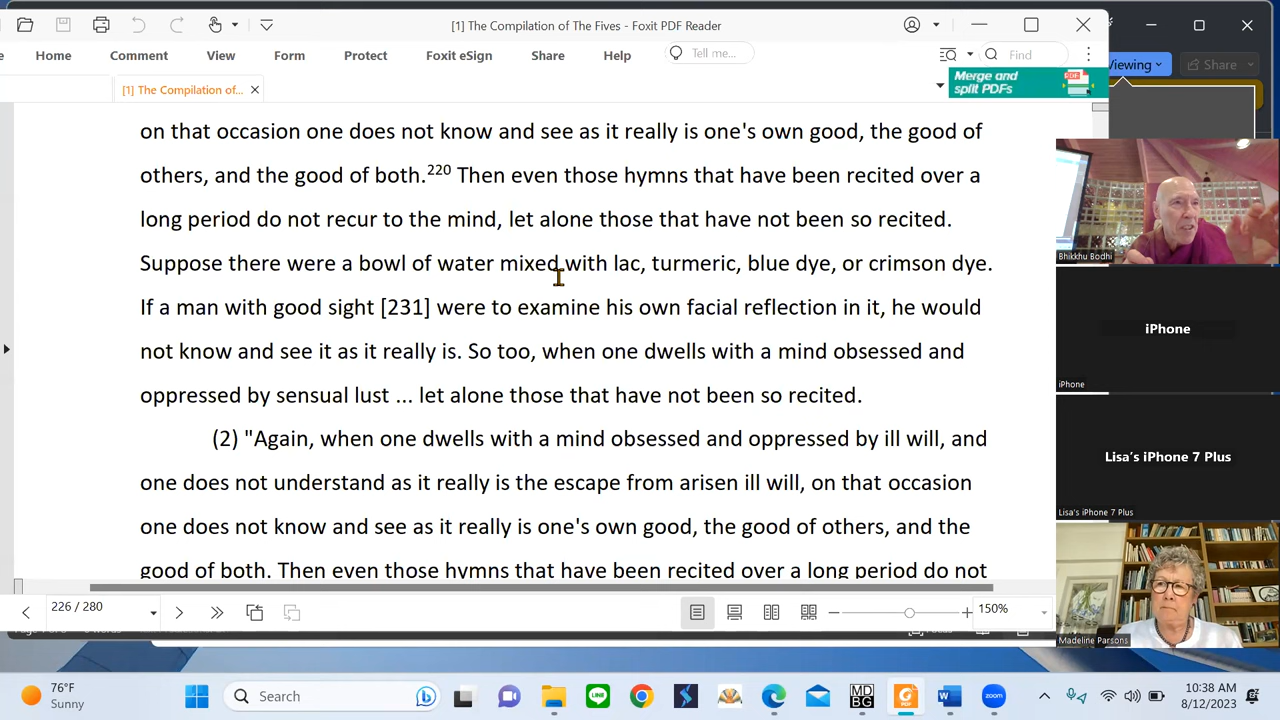 [1] The Compilation of The Fives - Foxit PDF Reader
Home Comment View Form Protect Foxit eSign Share Help Tell me... Find
Viewing Share
[1] The Compilation of...
Merge and
split PDFs
on that occasion one does not know and see as it really is one's own good, the good of
others, and the good of both.220 Then even those hymns that have been recited over a
long period do not recur to the mind, let alone those that have not been so recited.
Suppose there were a bowl of water mixed with lac, turmeric, blue dye, or crimson dye.
If a man with good sight [231] were to examine his own facial reflection in it, he would
not know and see it as it really is. So too, when one dwells with a mind obsessed and
oppressed by sensual lust ... let alone those that have not been so recited.
(2) "Again, when one dwells with a mind obsessed and oppressed by ill will, and
one does not understand as it really is the escape from arisen ill will, on that occasion
one does not know and see as it really is one's own good, the good of others, and the
good of both. Then even those hymns that have been recited over a long period do not
Bhikkhu Bodhi
iPhone
iPhone
Lisa's iPhone 7 Plus
Lisa's iPhone 7 Plus
Madeline Parsons
226 / 280
150%
76°F
Sunny
Search
LINE
MD
BG
PDF
W
zoom
10:38 AM
8/12/2023